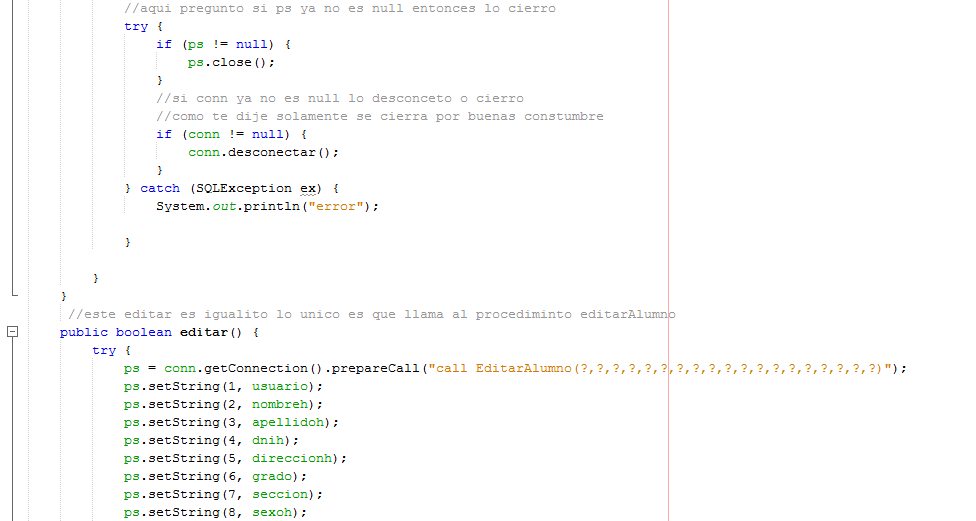 //aqui pregunto si ps ya no es null entonces lo cierro
try {
if (ps != null) {
ps.close();
}
//si conn ya no es null lo desconceto o cierro
//como te dije solamente se cierra por buenas constumbre
if (conn != null) {
conn.desconectar();
}
} catch (SQLException ex) {
System.out.println("error");
}
}
}
//este editar es igualito lo unico es que llama al procediminto editarAlumno
public boolean editar() {
try {
ps = conn.getConnection().prepareCall("call EditarAlumno(?,?,?,?,?,?,?,?,?,?,?,?,?,?,?,?,?,?,?)");
ps.setString(1, usuario);
ps.setString(2, nombreh);
ps.setString(3, apellidoh);
ps.setString(4, dnih);
ps.setString(5, direccionh);
ps.setString(6, grado);
ps.setString(7, seccion);
ps.setString(8, sexoh);